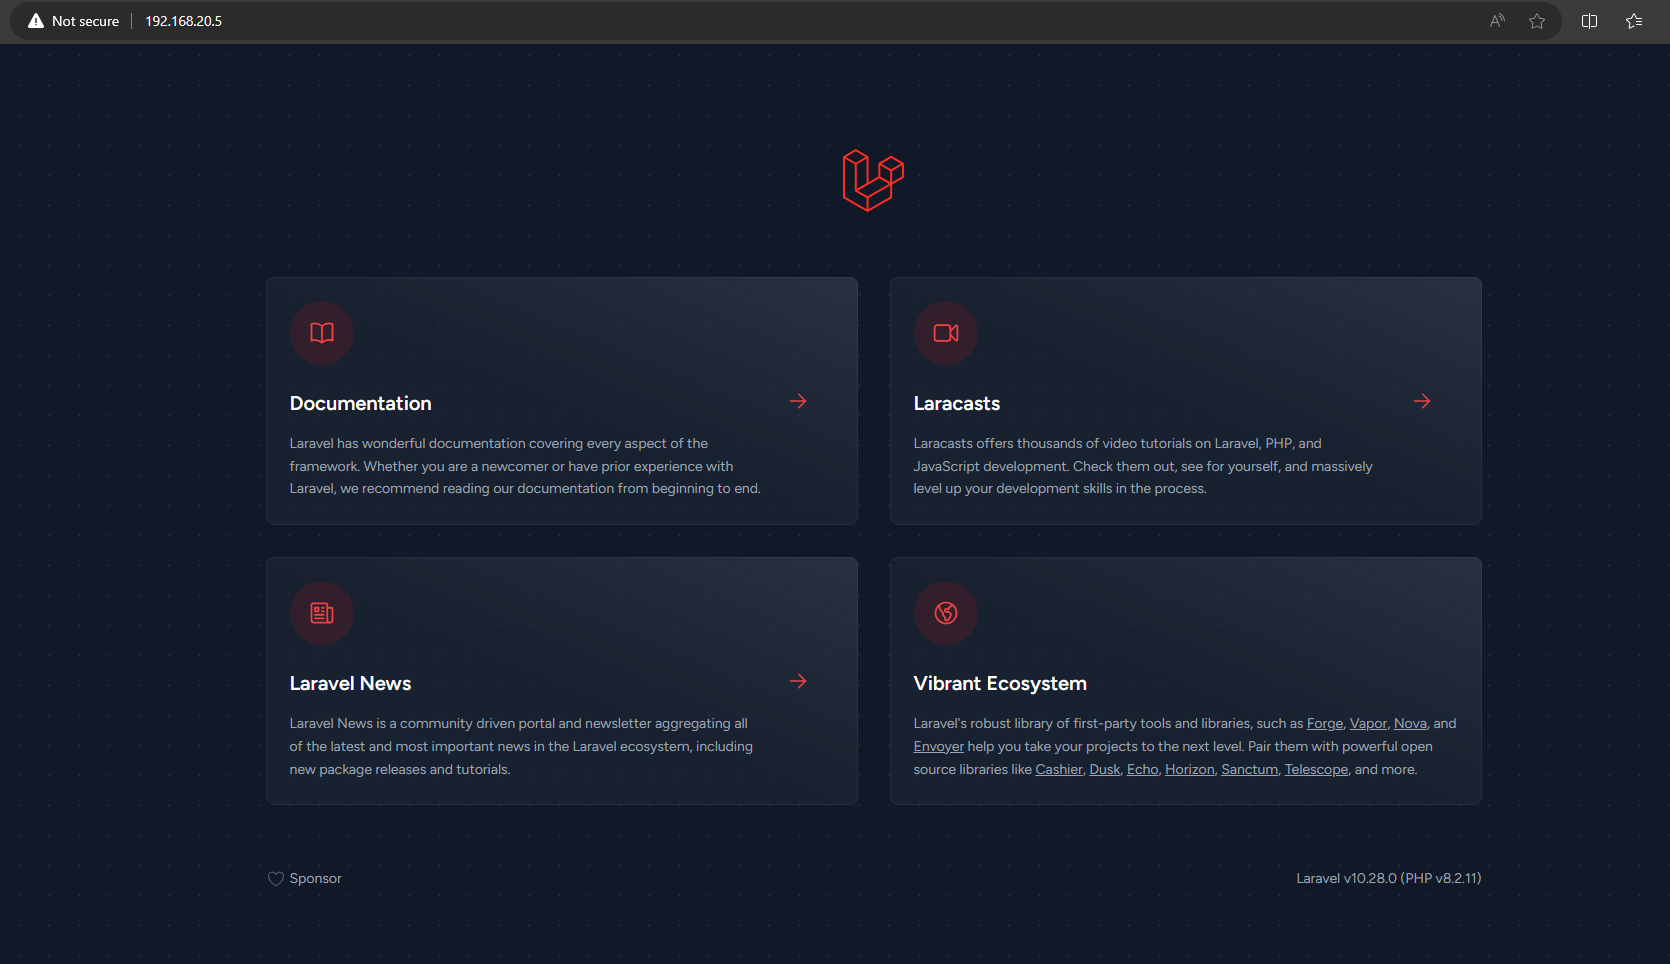 Not secure 192.168.20.5
Documentation
Laravel has wonderful documentation covering every aspect of the
framework. Whether you are a newcomer or have prior experience with
Laravel, we recommend reading our documentation from beginning to end.
Laracasts
Laracasts offers thousands of video tutorials on Laravel, PHP, and
JavaScript development. Check them out, see for yourself, and massively
level up your development skills in the process.
Laravel News
Laravel News is a community driven portal and newsletter aggregating all
of the latest and most important news in the Laravel ecosystem, including
new package releases and tutorials.
Vibrant Ecosystem
Laravel's robust library of first-party tools and libraries, such as Forge, Vapor, Nova, and
Envoyer help you take your projects to the next level. Pair them with powerful open
source libraries like Cashier, Dusk, Echo, Horizon, Sanctum, Telescope, and more.
Sponsor
Laravel v10.28.0 (PHP v8.2.11)